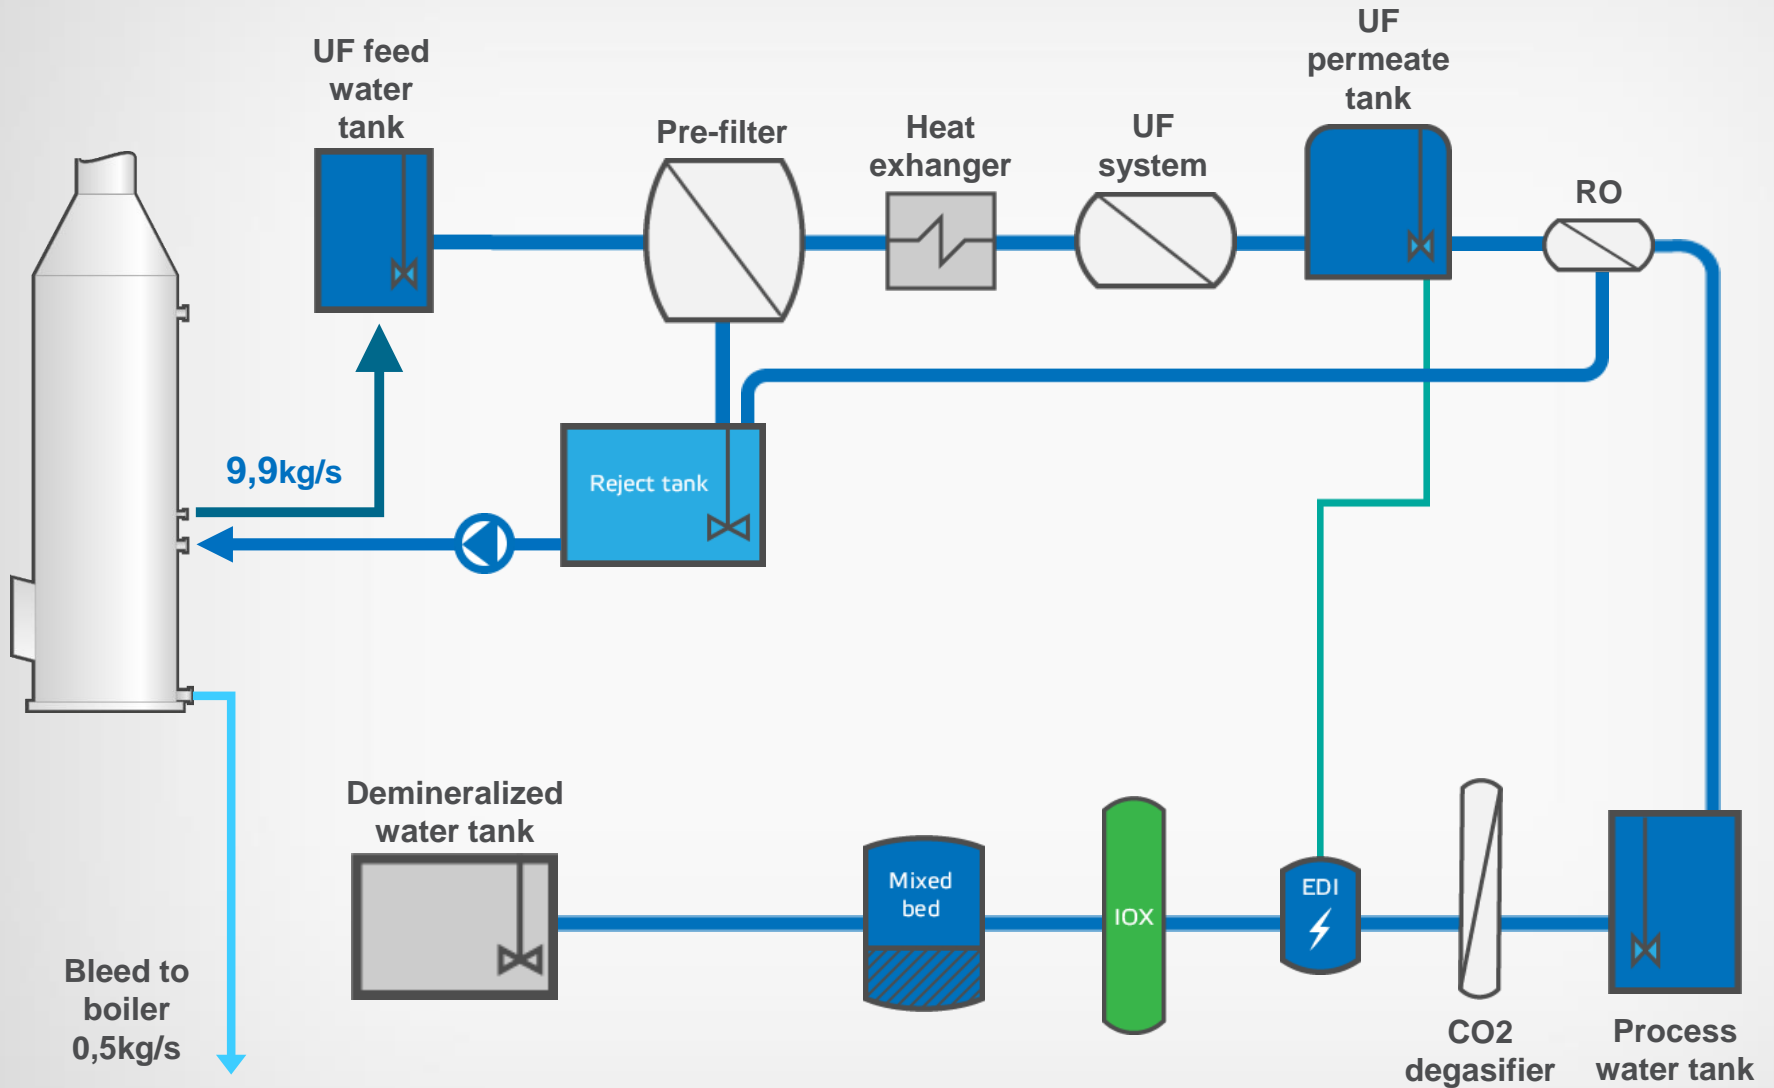 UF feed
water
tank
Pre-filter
Heat
exhanger
UF
system
UF
permeate
tank
RO
9,9kg/s
Reject tank
Demineralized
water tank
Mixed
bed
IOX
EDI
CO2
degasifier
Process
water tank
Bleed to
boiler
0,5kg/s